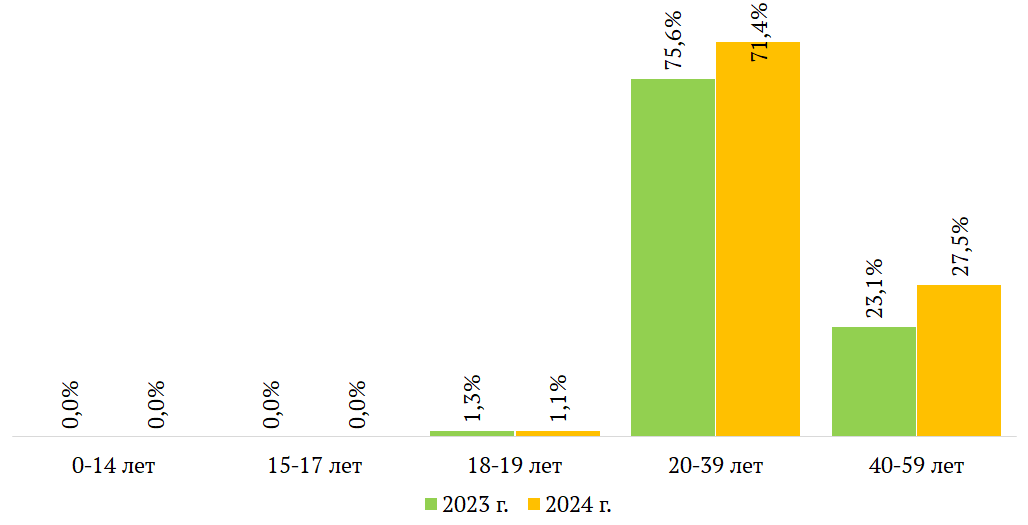 75,6%
71,4%
27,5%
23,1%
0,0%
0,0%
0,0%
0,0%
1,3%
1,1%
0-14 лет
15-17 лет
18-19 лет
20-39 лет
40-59 лет
2023 г.
2024 г.